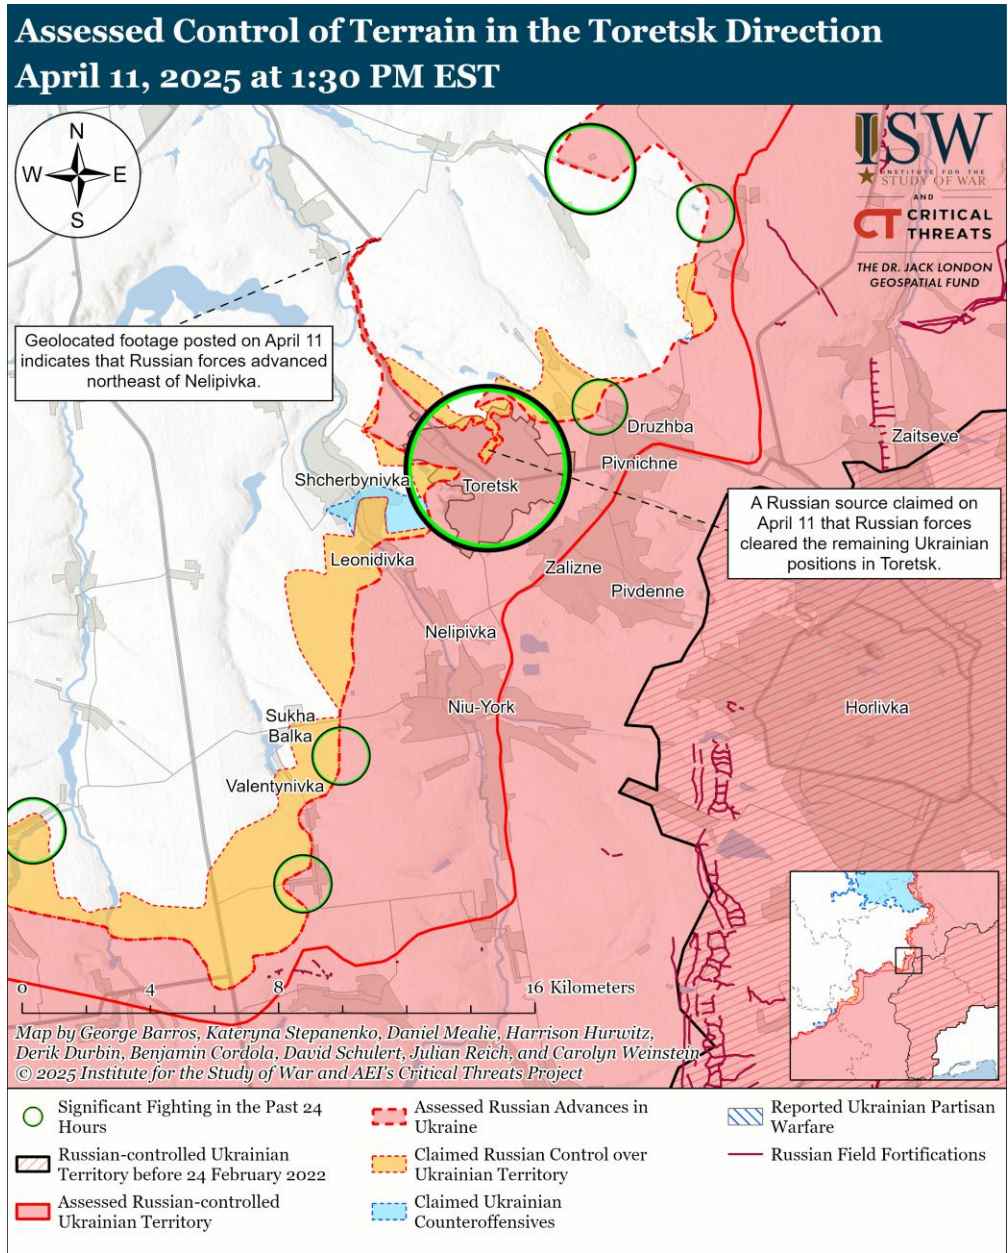 Assessed Control of Terrain in the Toretsk Direction
April 11, 2025 at 1:30 PM EST
N
W
E
S
ISW
INSTITUTE FOR THE
STUDY OF WAR
AND
CT CRITICAL
THREATS
THE DR. JACK LONDON
GEOSPATIAL FUND
Geolocated footage posted on April 11
indicates that Russian forces advanced
northeast of Nelipivka.
Druzhba
Zaitseve
Pivnichne
Shcherbynivka
Toretsk
A Russian source claimed on
April 11 that Russian forces
cleared the remaining Ukrainian
positions in Toretsk.
Leonidivka
Zalizne
Pivdenne
Nelipivka
Niu-York
Horlivka
Sukha
Balka
Valentynivka
0
4
8
16 Kilometers
Map by George Barros, Kateryna Stepanenko, Daniel Mealie, Harrison Hurwitz,
Derik Durbin, Benjamin Cordola, David Schulert, Julian Reich, and Carolyn Weinstein
© 2025 Institute for the Study of War and AEI's Critical Threats Project
Significant Fighting in the Past 24
Hours
Russian-controlled Ukrainian
Territory before 24 February 2022
Assessed Russian-controlled
Ukrainian Territory
Assessed Russian Advances in
Ukraine
Claimed Russian Control over
Ukrainian Territory
Claimed Ukrainian
Counteroffensives
Reported Ukrainian Partisan
Warfare
Russian Field Fortifications